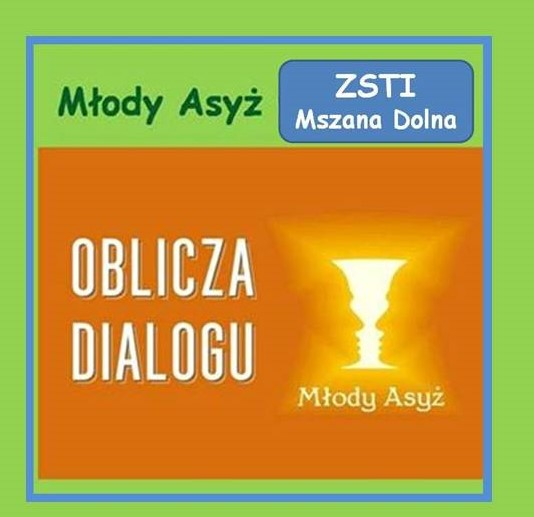 Młody Asyż
ZSTI
Mszana Dolna
OBLICZA
DIALOGU
Młody Asyż